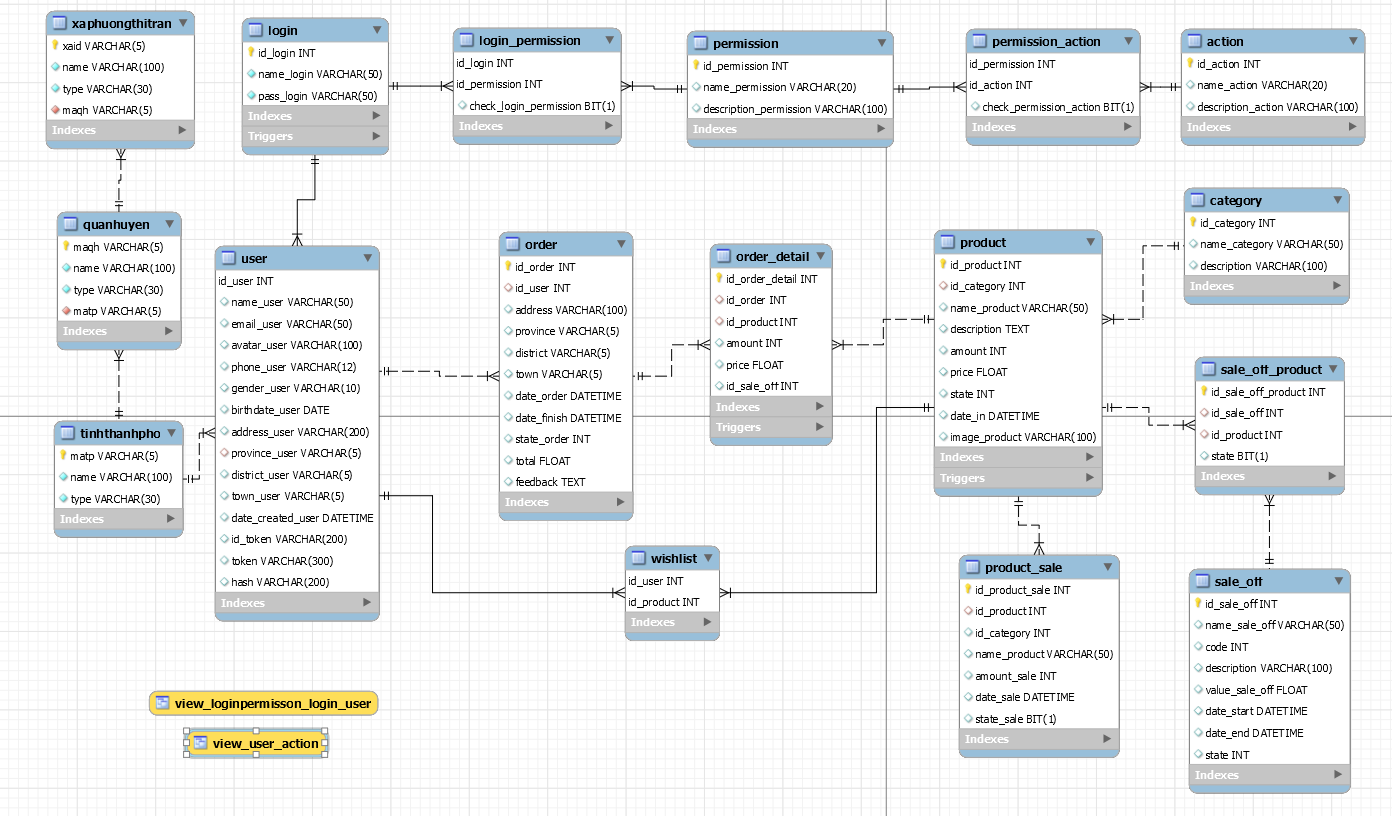 xaphuongthitran
xaid VARCHAR(5)
name VARCHAR(100)
type VARCHAR(30)
maqh VARCHAR(5)
Indexes
login
id_login INT
name_login VARCHAR(50)
pass_login VARCHAR(50)
Indexes
Triggers
login_permission
id_login INT
id_permission INT
check_login_permission BIT(1)
Indexes
permission
id_permission INT
name_permission VARCHAR(20)
description_permission VARCHAR(100)
Indexes
permission_action
id_permission INT
id_action INT
check_permission_action BIT(1)
Indexes
action
id_action INT
name_action VARCHAR(20)
description_action VARCHAR(100)
Indexes
quanhuyen
maqh VARCHAR(5)
name VARCHAR(100)
type VARCHAR(30)
matp VARCHAR(5)
Indexes
tinhthanhpho
matp VARCHAR(5)
name VARCHAR(100)
type VARCHAR(30)
Indexes
user
id_user INT
name_user VARCHAR(50)
email_user VARCHAR(50)
avatar_user VARCHAR(100)
phone_user VARCHAR(12)
gender_user VARCHAR(10)
birthdate_user DATE
address_user VARCHAR(200)
province_user VARCHAR(5)
district_user VARCHAR(5)
town_user VARCHAR(5)
date_created_user DATETIME
id_token VARCHAR(200)
token VARCHAR(300)
hash VARCHAR(200)
Indexes
order
id_order INT
id_user INT
address VARCHAR(100)
province VARCHAR(5)
district VARCHAR(5)
town VARCHAR(5)
date_order DATETIME
date_finish DATETIME
state_order INT
total FLOAT
feedback TEXT
Indexes
order_detail
id_order_detail INT
id_order INT
id_product INT
amount INT
price FLOAT
id_sale_off INT
Indexes
Triggers
product
id_product INT
id_category INT
name_product VARCHAR(50)
description TEXT
amount INT
price FLOAT
state INT
date_in DATETIME
image_product VARCHAR(100)
Indexes
Triggers
category
id_category INT
name_category VARCHAR(50)
description VARCHAR(100)
Indexes
sale_off_product
id_sale_off_product INT
id_sale_off INT
id_product INT
state BIT(1)
Indexes
wishlist
id_user INT
id_product INT
Indexes
product_sale
id_product_sale INT
id_product INT
id_category INT
name_product VARCHAR(50)
amount_sale INT
date_sale DATETIME
state_sale BIT(1)
Indexes
sale_off
id_sale_off INT
name_sale_off VARCHAR(50)
code INT
description VARCHAR(100)
value_sale_off FLOAT
date_start DATETIME
date_end DATETIME
state INT
Indexes
view_loginpermisson_login_user
view_user_action